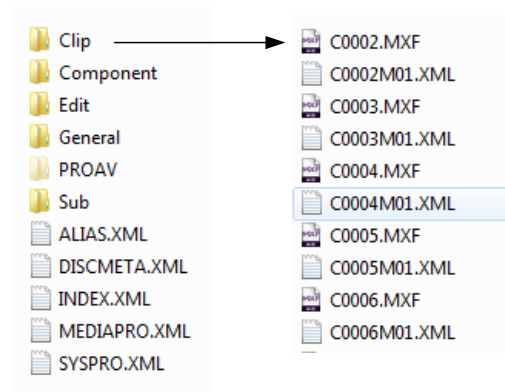 Clip
Component
Edit
General
PROAV
Sub
ALIAS.XML
DISCMETA.XML
INDEX.XML
MEDIAPRO.XML
SYSPRO.XML
C0002.MXF
C0002M01.XML
C0003.MXF
C0003M01.XML
C0004.MXF
C0004M01.XML
C0005.MXF
C0005M01.XML
C0006.MXF
C0006M01.XML